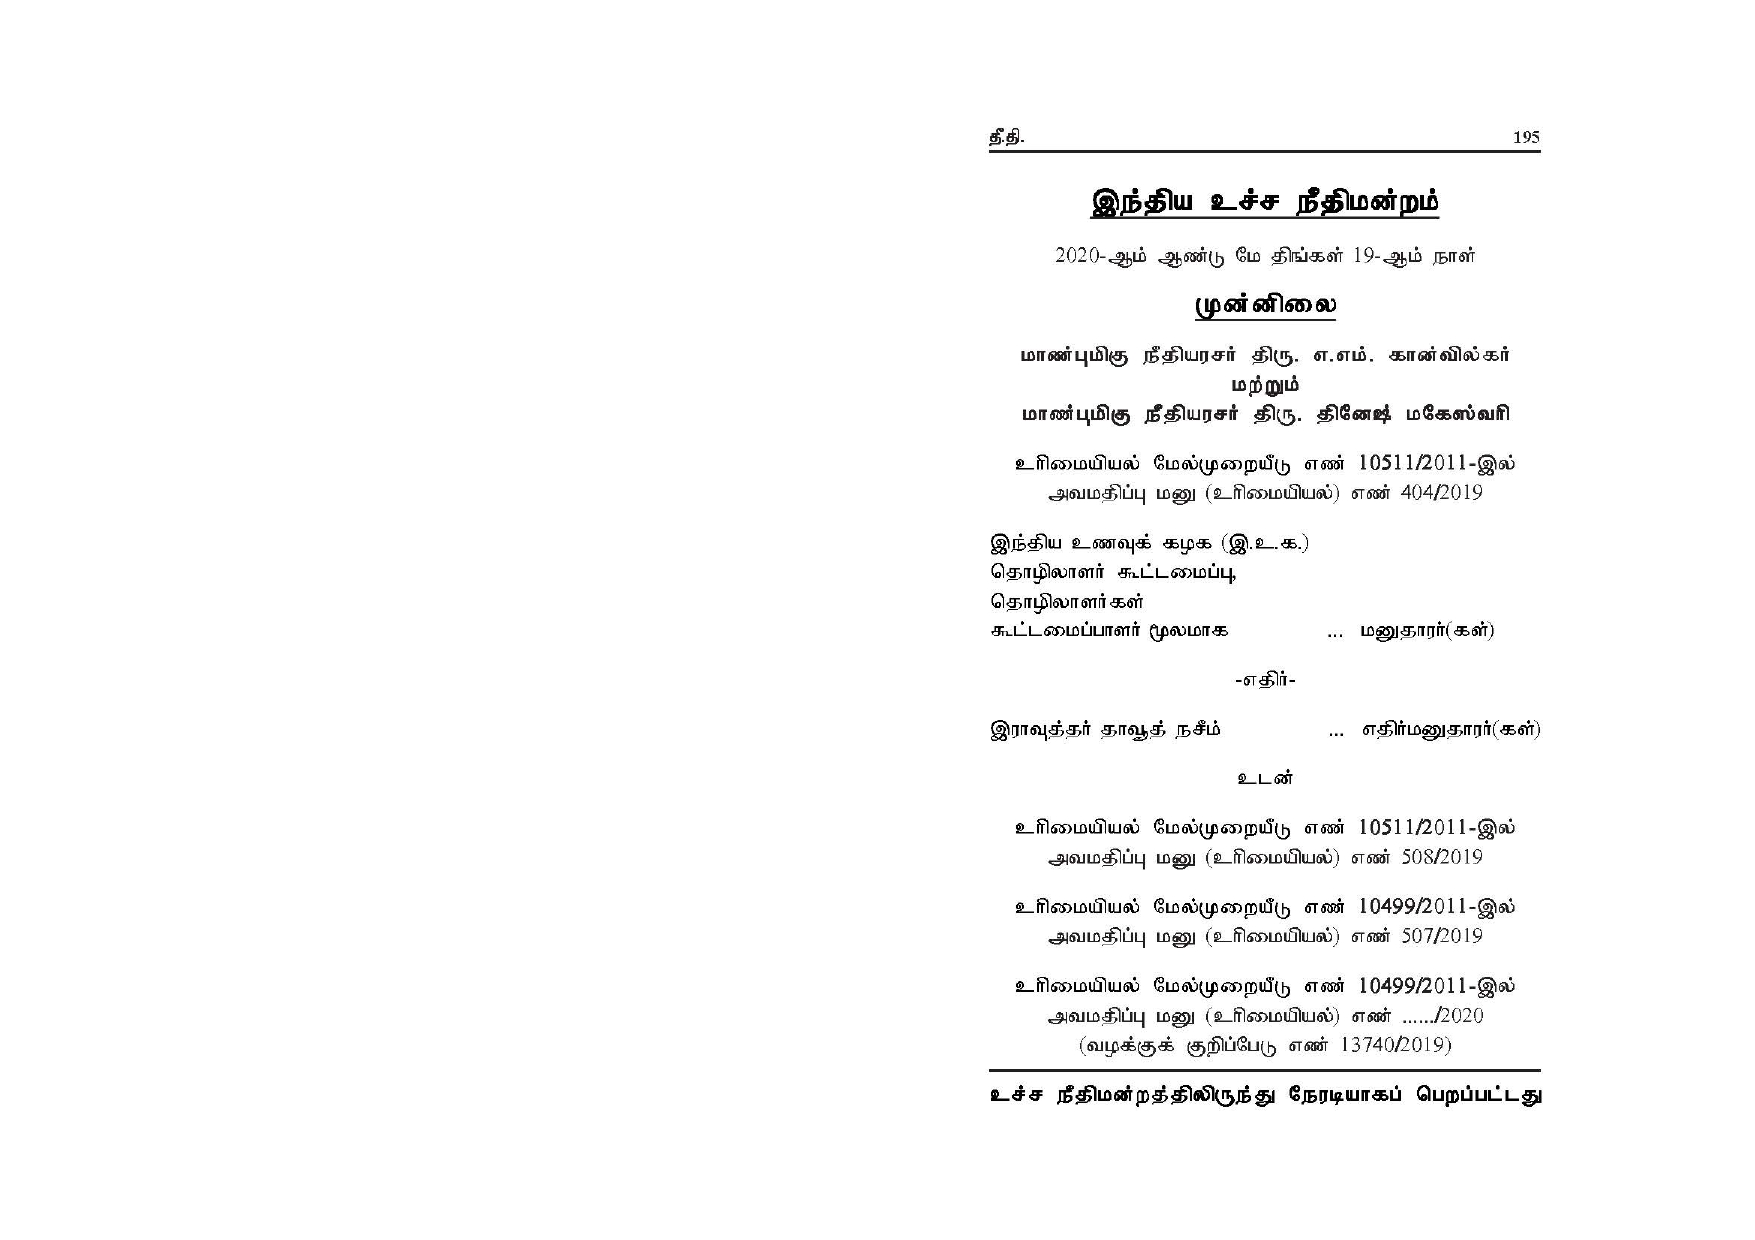 தீ.தி. 195
இந்திய உச்ச நீதிமன்றம்
2020-ஆம் ஆண்டு மே திங்கள் 19-ஆம் நாள்
முன்னிலை
மாண்புமிகு நீதியரசர் திரு. எ.எம். கான்வில்கர்
மற்றும்
மாண்புமிகு நீதியரசர் திரு. தினேஷ் மகேஸ்வரி
உரிமையியல் மேல்முறையீடு எண் 10511/2011-இல்
அவமதிப்பு மனு (உரிமையியல்) எண் 404/2019
இந்திய உணவுக் கழக (இ.உ.க.)
தொழிலாளர் கூட்டமைப்பு,
தொழிலாளர்கள்
கூட்டமைப்பாளர் மூலமாக ... மனுதாரர்(கள்)
-எதிர்-
இராவுத்தர் தாவூத் நசீம் ... எதிர்மனுதாரர்(கள்)
உடன்
உரிமையியல் மேல்முறையீடு எண் 10511/2011-இல்
அவமதிப்பு மனு (உரிமையியல்) எண் 508/2019
உரிமையியல் மேல்முறையீடு எண் 10499/2011-இல்
அவமதிப்பு மனு (உரிமையியல்) எண் 507/2019
உரிமையியல் மேல்முறையீடு எண் 10499/2011-இல்
அவமதிப்பு மனு (உரிமையியல்) எண் ....../2020
(வழக்குக் குறிப்பேடு எண் 13740/2019)
உச்ச நீதிமன்றத்திலிருந்து நேரடியாகப் பெறப்பட்டது